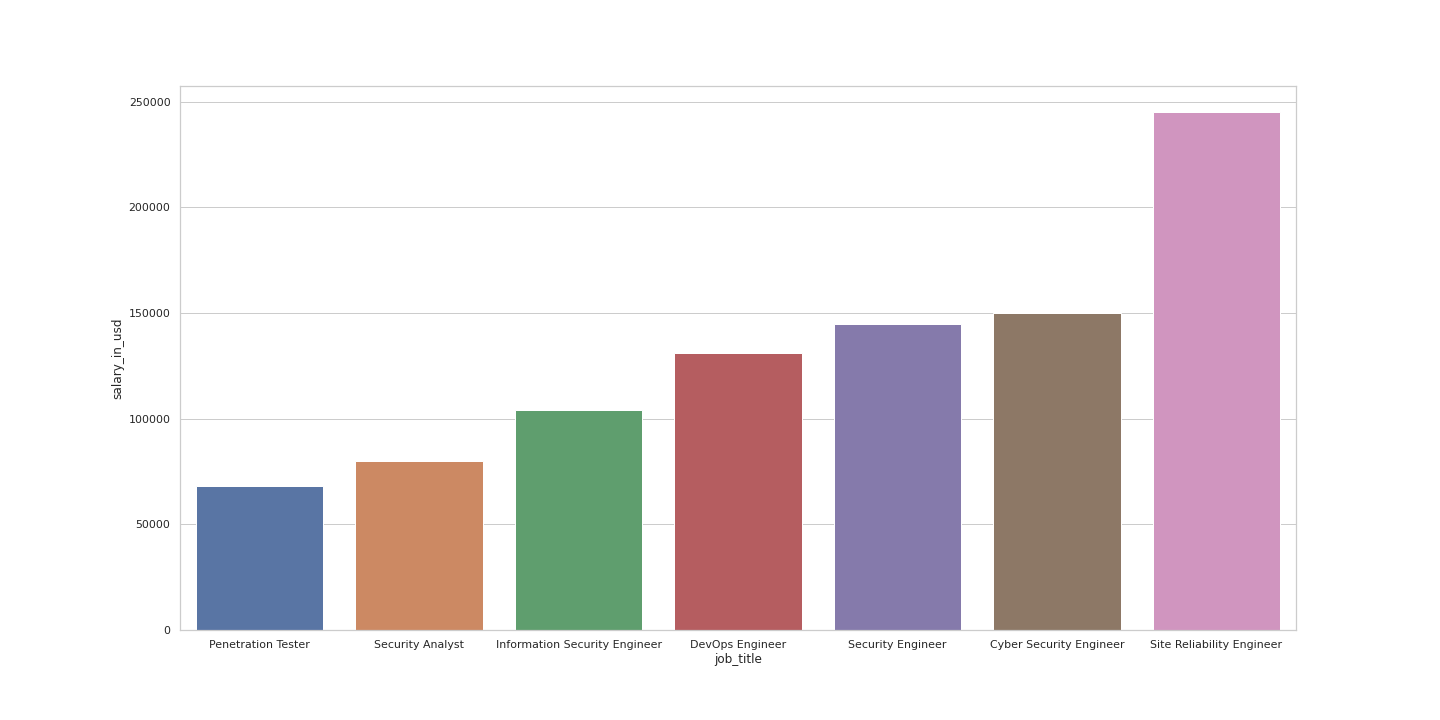 250000
200000
150000
100000
50000
0
salary_in_usd
Penetration Tester
Security Analyst
Information Security Engineer
DevOps Engineer
Security Engineer
Cyber Security Engineer
Site Reliability Engineer
job_title